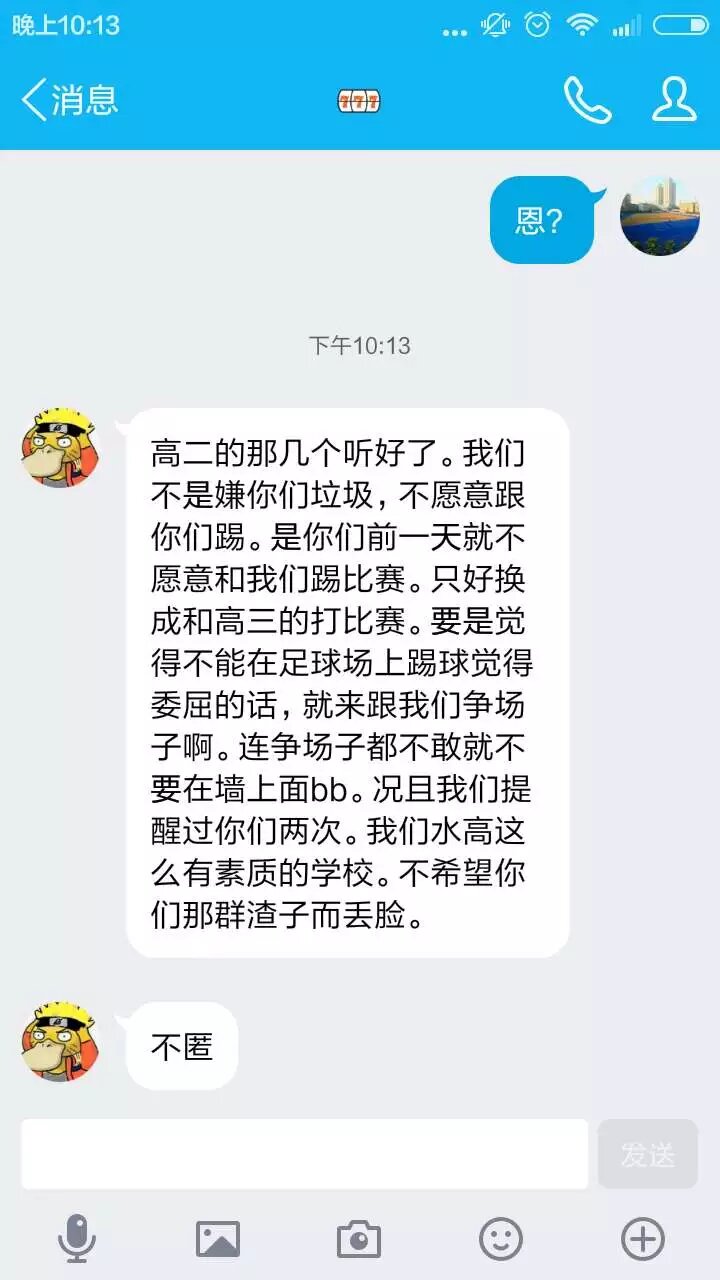 晚上10:13
消息
777
恩?
下午10:13
高二的那几个听好了。我们
不是嫌你们垃圾，不愿意跟
你们踢。是你们前一天就不
愿意和我们踢比赛。只好换
成和高三的打比赛。要是觉
得不能在足球场上踢球觉得
委屈的话，就来跟我们争场
子啊。连争场子都不敢就不
要在墙上面bb。况且我们提
醒过你们两次。我们水高这
么有素质的学校。不希望你
们那群渣子而丢脸。
不匿
发送